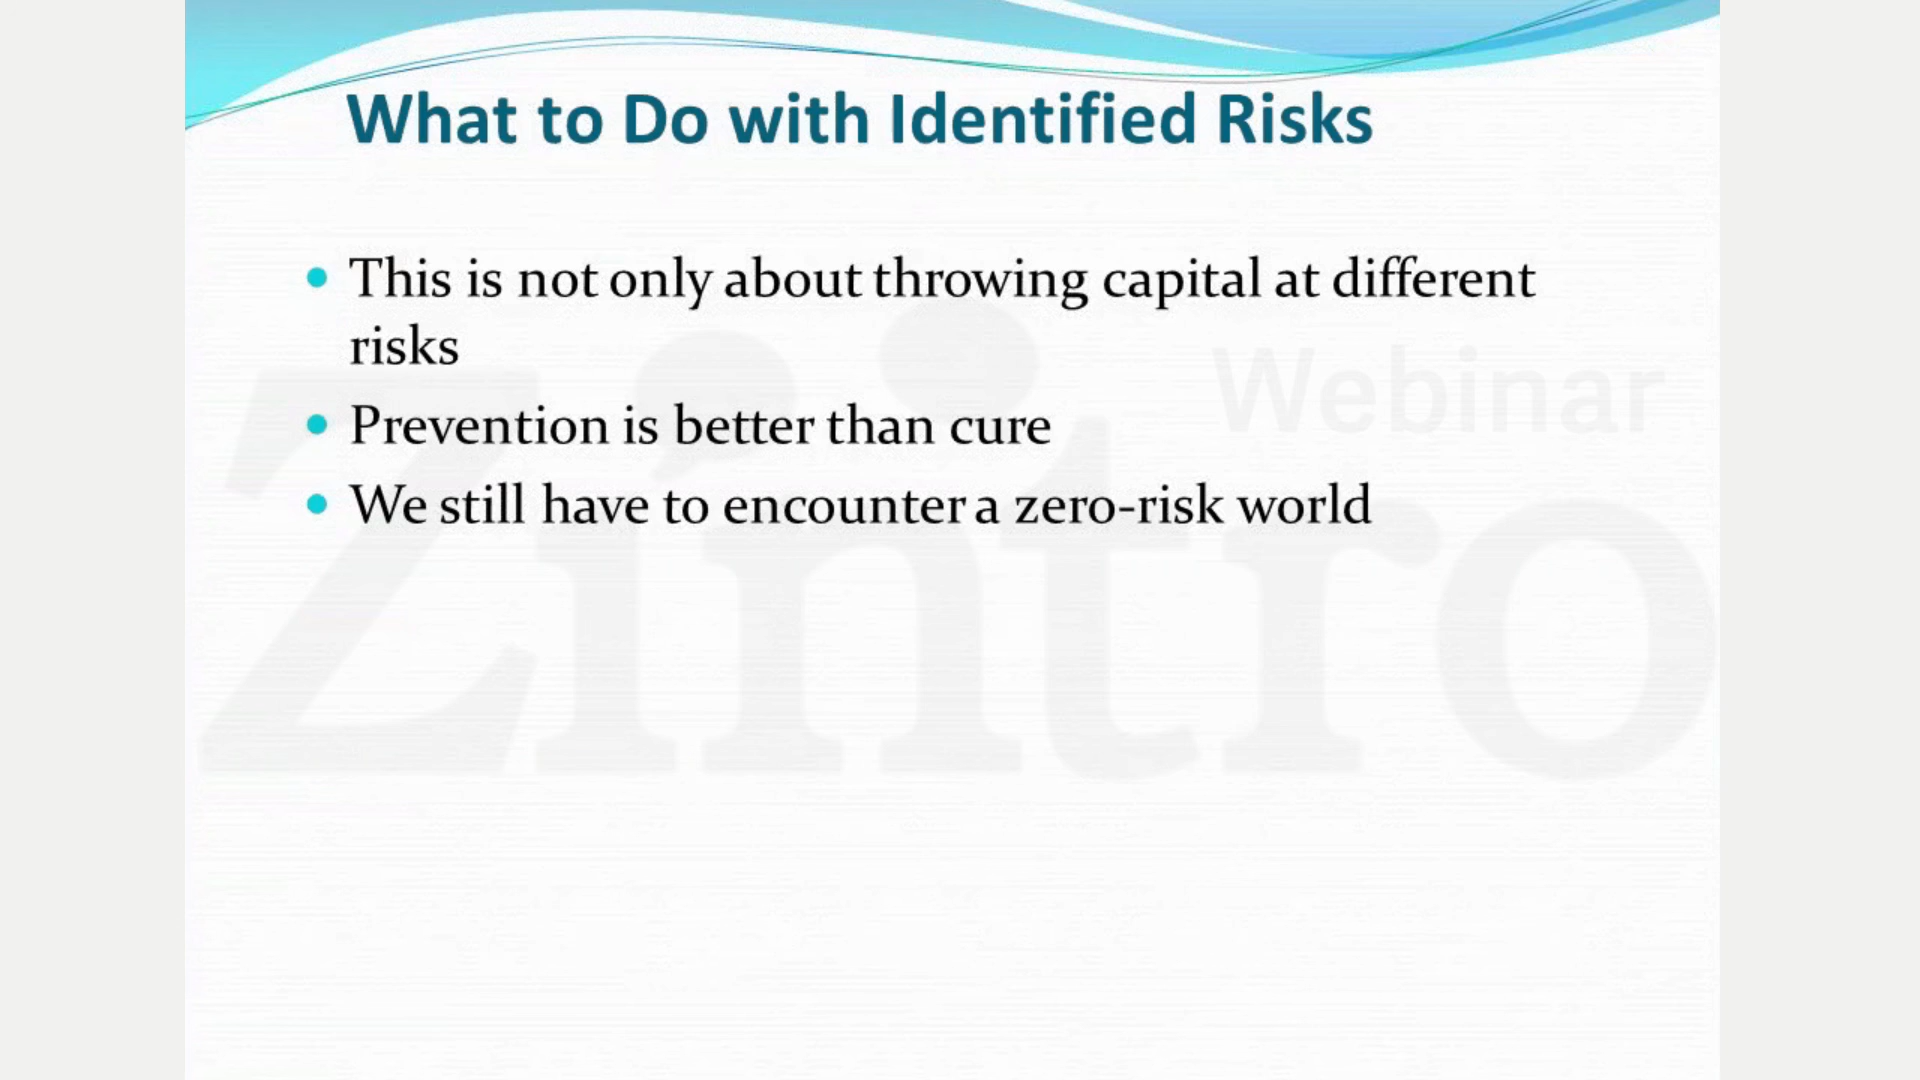 What to Do with Identified Risks
This is not only about throwing capital at different
risks
Webinar
Prevention is better than cure
We still have to encounter a zero-risk world
Zintro